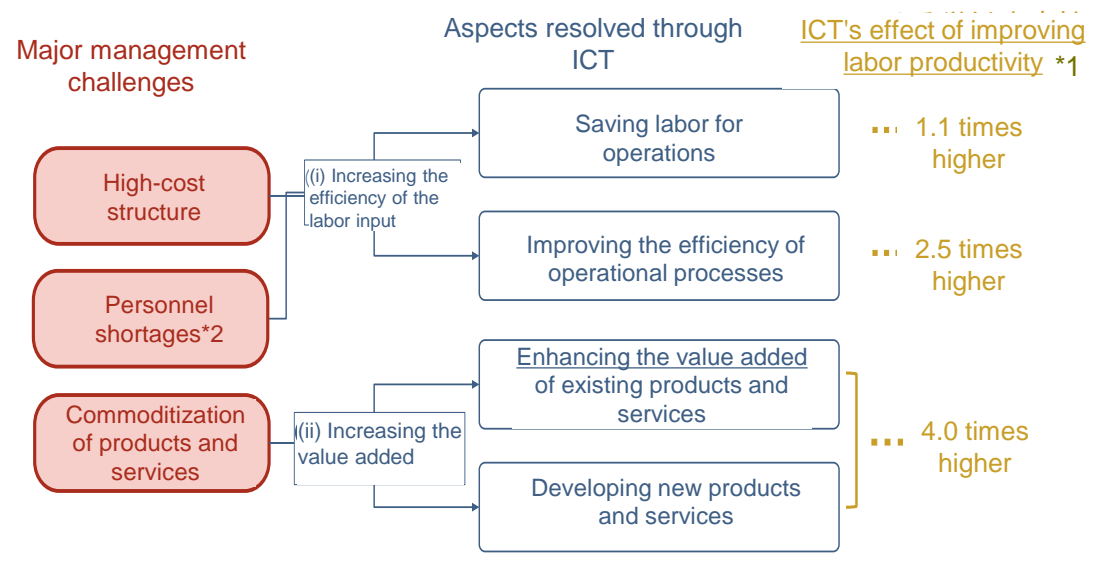 Major management
challenges
Aspects resolved through
ICT
ICT's effect of improving
labor productivity *1
High-cost
structure
Personnel
shortages*2
Commoditization
of products and
services
((i) Increasing the
efficiency of the
labor input
((ii) Increasing the
value added
Saving labor for
operations
Improving the efficiency of
operational processes
Enhancing the value added
of existing products and
services
Developing new products
and services
··· 1.1 times
higher
··· 2.5 times
higher
··· 4.0 times
higher